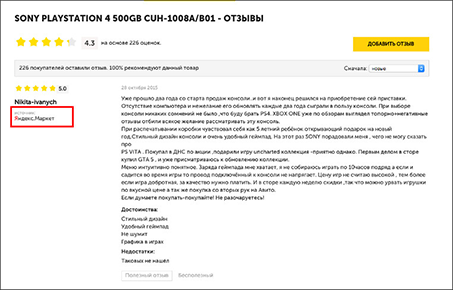 SONY PLAYSTATION 4 500GB CUH-1008A/B01 - ОТЗЫВЫ
4.3 на основе 226 оценок.
ДОБАВИТЬ ОТЗЫВ
226 покупателей оставили отзыв. 100% рекомендуют данный товар
Сначала: новые
5.0
Nikita-ivanych
источник:
Яндекс.Маркет
28 октября 2015
Уже прошло два года со старта продаж консоли, и вот я наконец решился на приобретение сей приставки.
Отсутствие компьютера и нежелание его обновлять каждые два года сыграли в пользу консоли. При выборе
консоли никаких сомнений не было ,что буду брать PS4. XBOX ONE уже по обзорам выглядел топорно+негативные
отзывы отбили всякое желание рассматривать эту консоль.
При распечатывании коробки чувствовал себя как 5 летний ребёнок открывающий подарок на новый
год.Стильный дизайн консоли и очень удобный геймпад. На этот раз SONY порадовали меня , чего не могу сказать
про
PS VITA . Покупал в ДНС по акции ,подарили игру uncharted коллекция -приятно однако. Первым делом в сторе
купил GTA 5 , и уже присматриваюсь к обновлению коллекции.
Меню интуитивно понятное. Заряда геймпада мне хватает, я не собираюсь играть по 10часов подряд а если и
садится во время игры то провод подключённый к консоли не напрягает. Цену игр не считаю высокой , тем более
если игра добротная, за качество нужно платить. И в сторе каждую неделю скидки ,так что можно урвать игрушки
по вкусной цене а так же покупка со вторых рук на Авито.
Если думаете покупать-покупайте! Не разочаруетесь!
Достоинства:
Стильный дизайн
Удобный геймпад
Не шумит
Графика в играх
Недостатки:
Таковых не нашёл
Полезный отзыв
Бесполезный